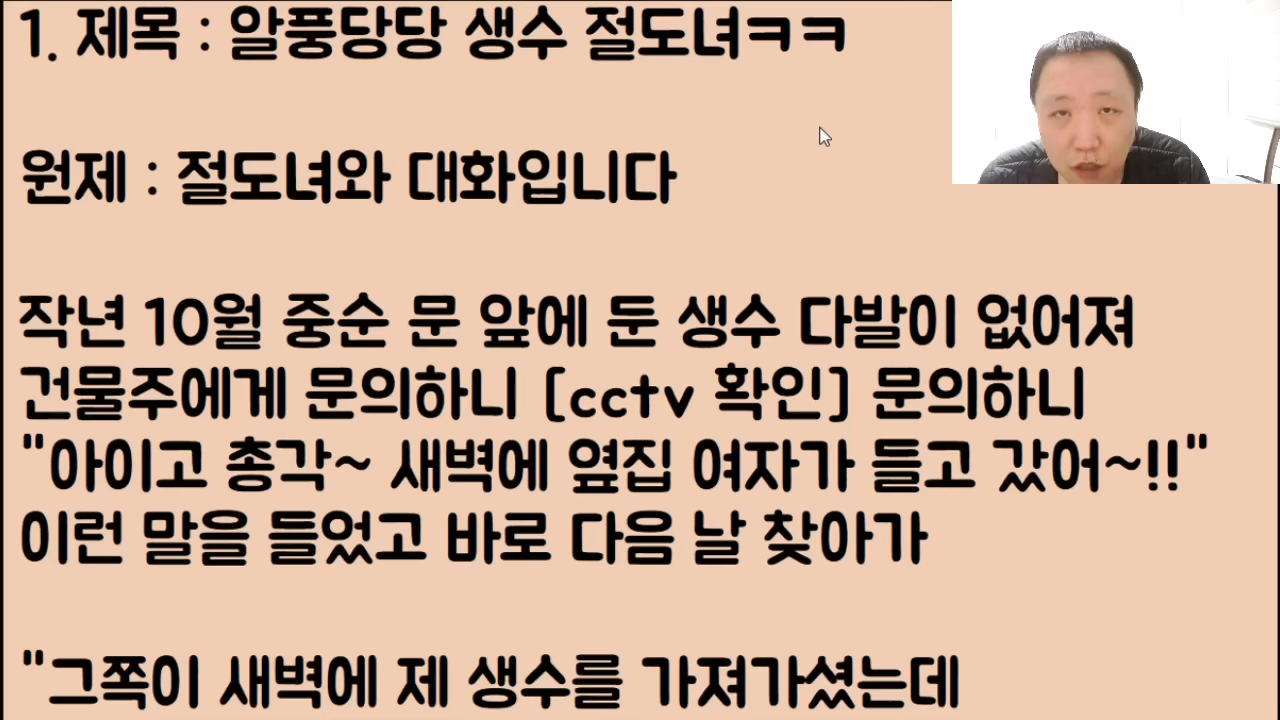 1. 제목 : 알풍당당 생수 절도녀ㅋㅋ
원제 : 절도녀와 대화입니다
작년 10월 중순 문 앞에 둔 생수 다발이 없어져
건물주에게 문의하니 [cctv 확인] 문의하니
"아이고 총각~ 새벽에 옆집 여자가 들고 갔어~!!"
이런 말을 들었고 바로 다음 날 찾아가
"그쪽이 새벽에 제 생수를 가져가셨는데